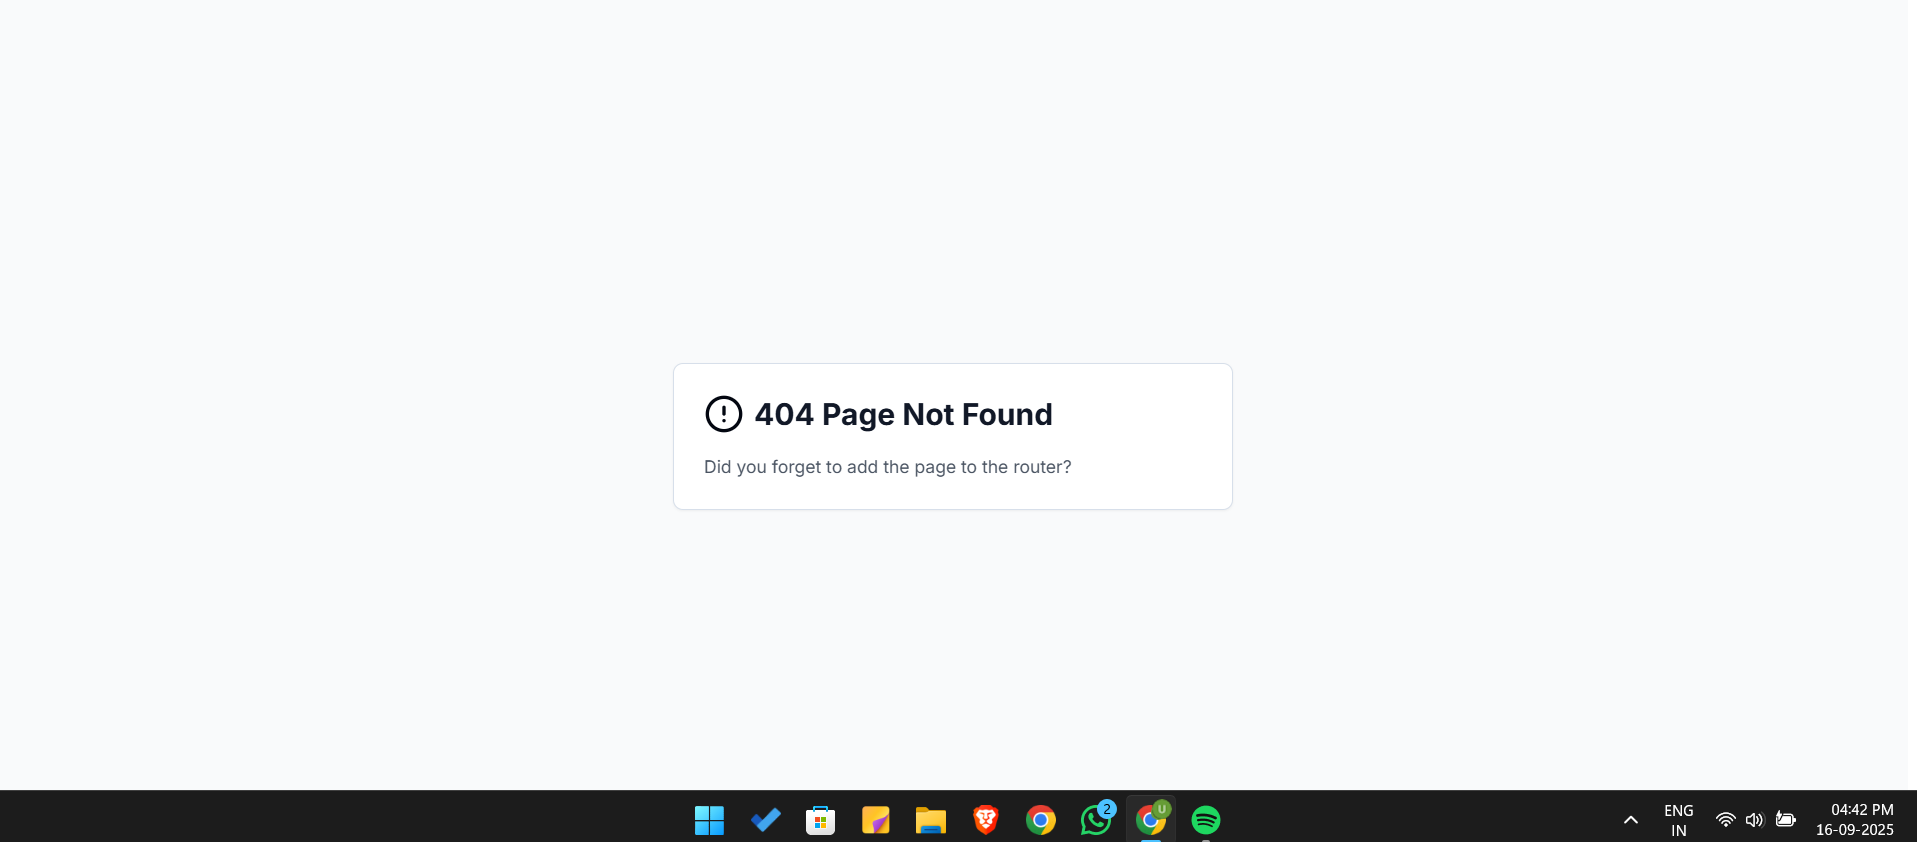 404 Page Not Found
Did you forget to add the page to the router?
2
U
ENG
IN
04:42 PM
16-09-2025